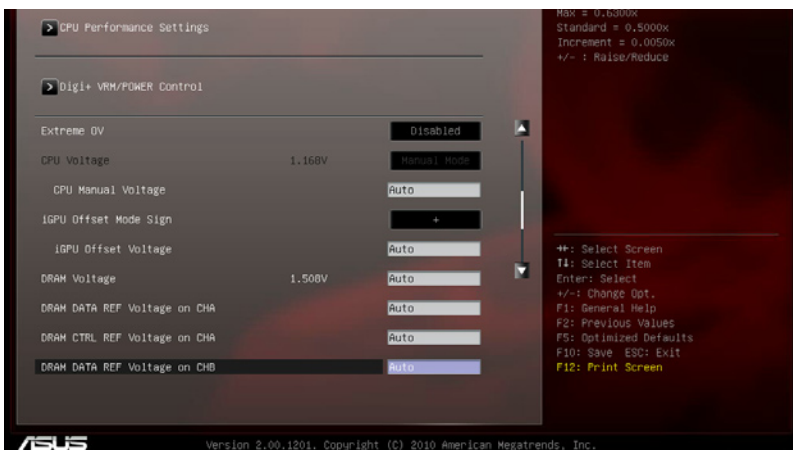 CPU Performance Settings
Digi+ VRM/POWER Control
Extreme OV Disabled
CPU Voltage 1.168V Manual Mode
CPU Manual Voltage Auto
iGPU Offset Mode Sign +
iGPU Offset Voltage Auto
DRAM Voltage 1.508V Auto
DRAM DATA REF Voltage on CHA Auto
DRAM CTRL REF Voltage on CHA Auto
DRAM DATA REF Voltage on CHB Auto
Max = 0.6300x
Standard = 0.5000x
Increment = 0.0050x
+/- : Raise/Reduce
→←: Select Screen
↑↓: Select Item
Enter: Select
+/-: Change Opt.
F1: General Help
F2: Previous Values
F5: Optimized Defaults
F10: Save ESC: Exit
F12: Print Screen
ASUS
Version 2.00.1201. Copyright (C) 2010 American Megatrends, Inc.